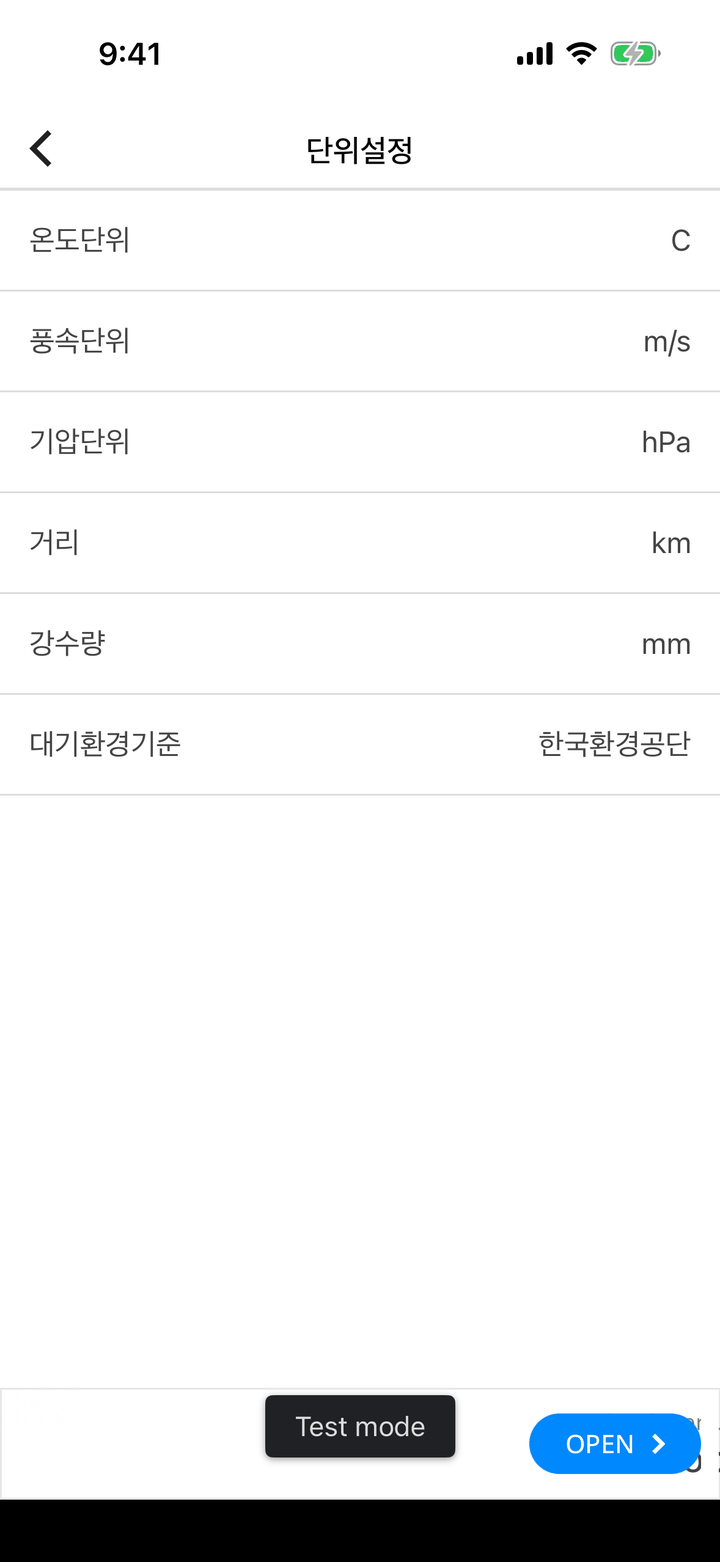 9:41
단위설정
온도단위 C
풍속단위 m/s
기압단위 hPa
거리 km
강수량 mm
대기환경기준 한국환경공단
Test mode
OPEN